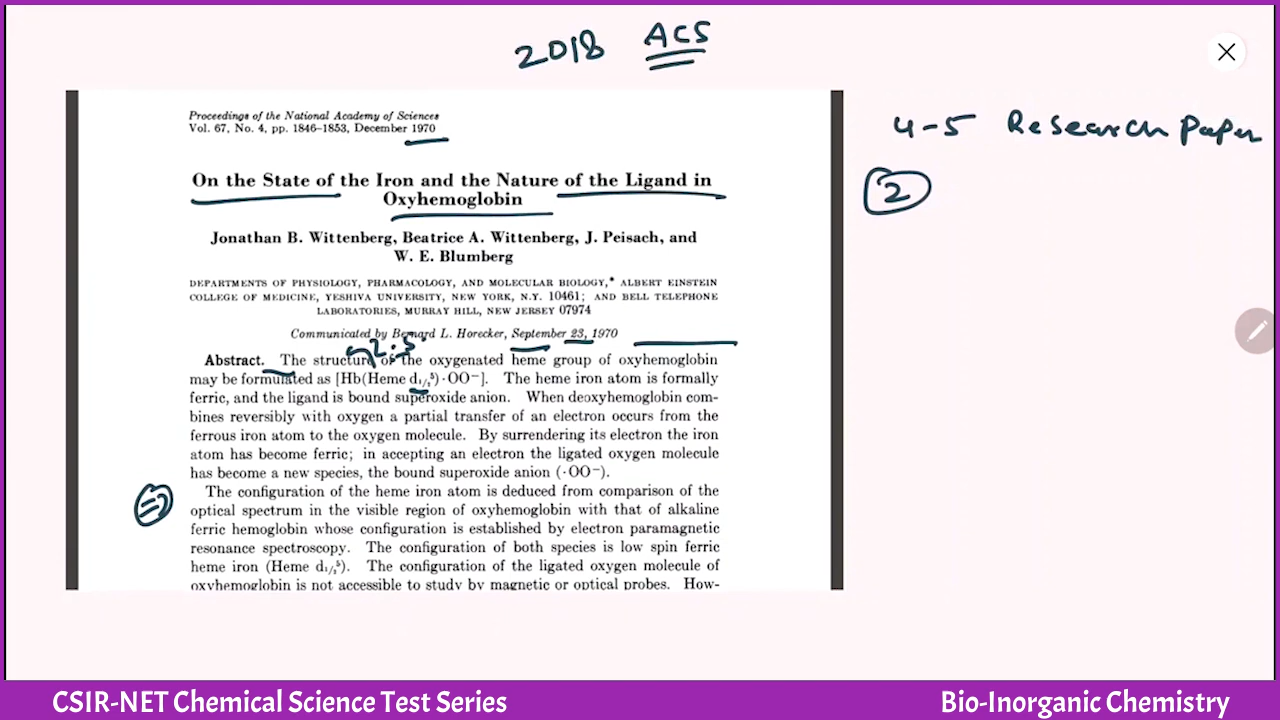 2018 ACS
4-5 Research Paper
2
Proceedings of the National Academy of Sciences
Vol. 67, No. 4, pp. 1846-1853, December 1970
On the State of the Iron and the Nature of the Ligand in
Oxyhemoglobin
Jonathan B. Wittenberg, Beatrice A. Wittenberg, J. Peisach, and
W. E. Blumberg
DEPARTMENTS OF PHYSIOLOGY, PHARMACOLOGY, AND MOLECULAR BIOLOGY,* ALBERT EINSTEIN
COLLEGE OF MEDICINE, YESHIVA UNIVERSITY, NEW YORK, N.Y. 10461; AND BELL TELEPHONE
LABORATORIES, MURRAY HILL, NEW JERSEY 07974
Communicated by Bernard L. Horecker, September 23, 1970
Abstract. The structure of the oxygenated heme group of oxyhemoglobin
may be formulated as [Hb(Heme d₁/₂⁵)·OO⁻]. The heme iron atom is formally
ferric, and the ligand is bound superoxide anion. When deoxyhemoglobin com-
bines reversibly with oxygen a partial transfer of an electron occurs from the
ferrous iron atom to the oxygen molecule. By surrendering its electron the iron
atom has become ferric; in accepting an electron the ligated oxygen molecule
has become a new species, the bound superoxide anion (·OO⁻).
The configuration of the heme iron atom is deduced from comparison of the
optical spectrum in the visible region of oxyhemoglobin with that of alkaline
ferric hemoglobin whose configuration is established by electron paramagnetic
resonance spectroscopy. The configuration of both species is low spin ferric
heme iron (Heme d₁/₂⁵). The configuration of the ligated oxygen molecule of
oxyhemoglobin is not accessible to study by magnetic or optical probes. How-
CSIR-NET Chemical Science Test Series
Bio-Inorganic Chemistry